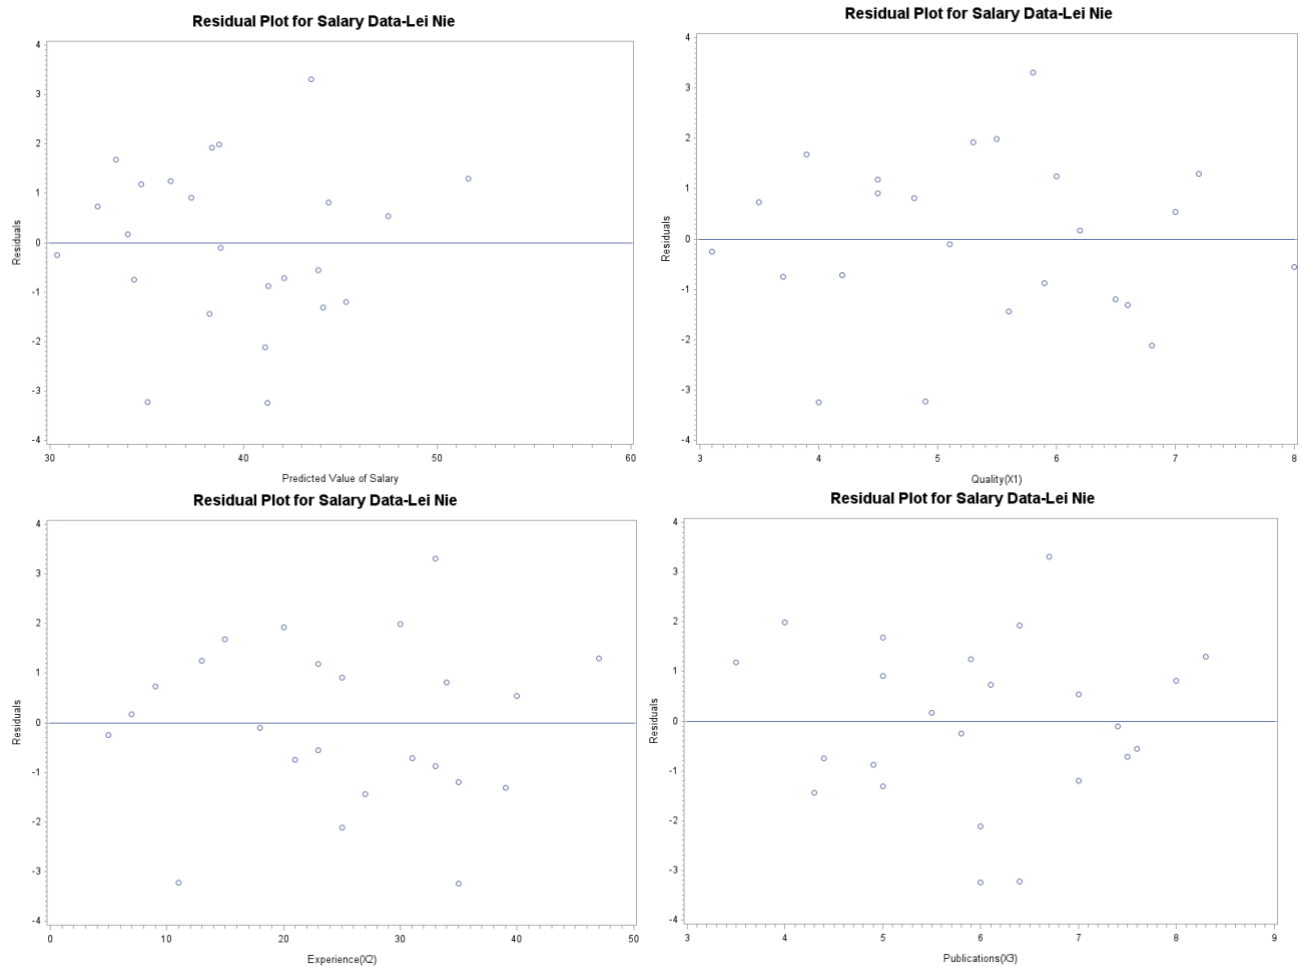 Residual Plot for Salary Data-Lei Nie
4
3
2
1
0
-1
-2
-3
-4
Residuals
30 40 50 60
Predicted Value of Salary
Residual Plot for Salary Data-Lei Nie
4
3
2
1
0
-1
-2
-3
-4
Residuals
3 4 5 6 7 8
Quality(X1)
Residual Plot for Salary Data-Lei Nie
4
3
2
1
0
-1
-2
-3
-4
Residuals
0 10 20 30 40 50
Experience(X2)
Residual Plot for Salary Data-Lei Nie
4
3
2
1
0
-1
-2
-3
-4
Residuals
3 4 5 6 7 8 9
Publications(X3)